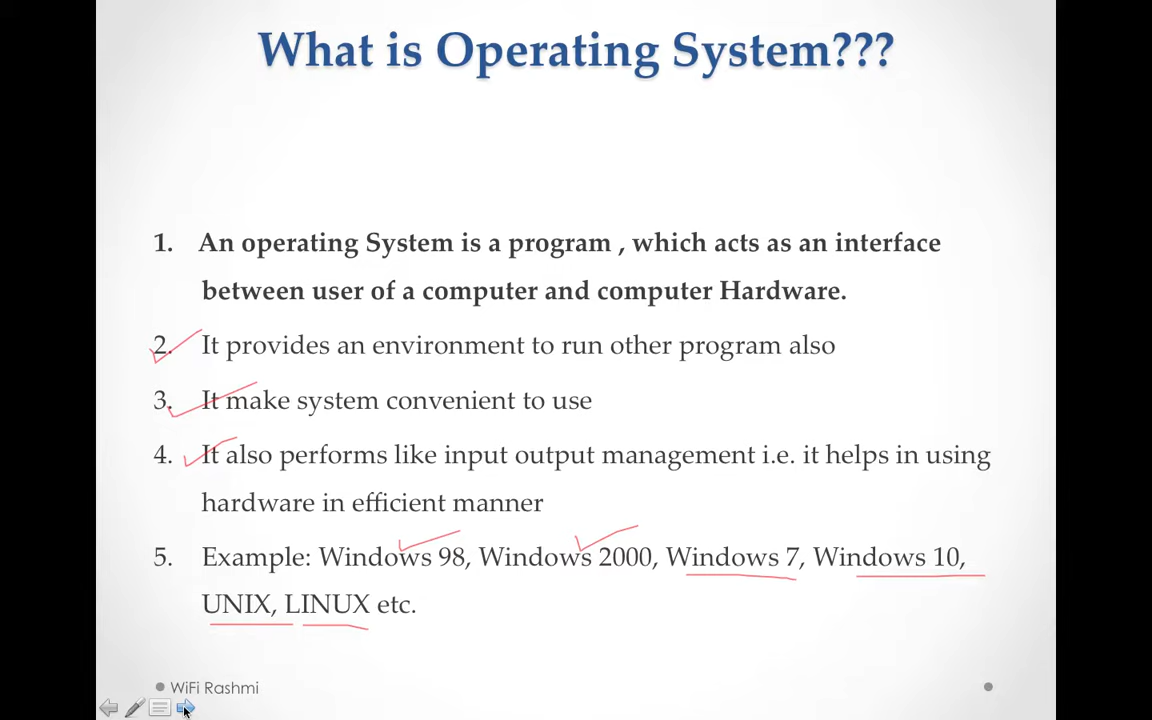 What is Operating System???
1. An operating System is a program , which acts as an interface
between user of a computer and computer Hardware.
2. It provides an environment to run other program also
3. It make system convenient to use
4. It also performs like input output management i.e. it helps in using
hardware in efficient manner
5. Example: Windows 98, Windows 2000, Windows 7, Windows 10,
UNIX, LINUX etc.
WiFi Rashmi